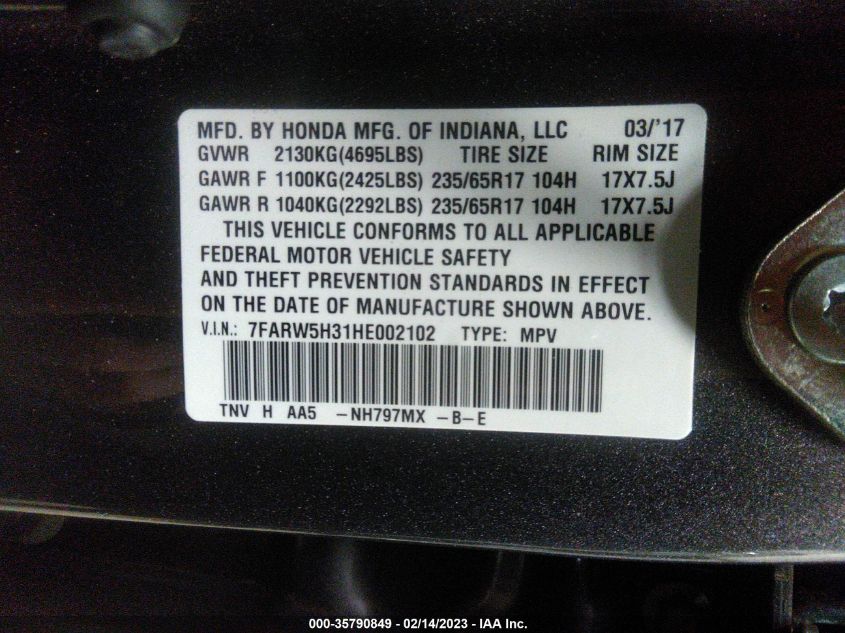 MFD. BY HONDA MFG. OF INDIANA, LLC 03/'17
GVWR 2130KG(4695LBS) TIRE SIZE RIM SIZE
GAWR F 1100KG(2425LBS) 235/65R17 104H 17X7.5J
GAWR R 1040KG(2292LBS) 235/65R17 104H 17X7.5J
THIS VEHICLE CONFORMS TO ALL APPLICABLE
FEDERAL MOTOR VEHICLE SAFETY
AND THEFT PREVENTION STANDARDS IN EFFECT
ON THE DATE OF MANUFACTURE SHOWN ABOVE.
V.I.N.: 7FARW5H31HE002102 TYPE: MPV
TNV H AA5 -NH797MX -B-E
000-35790849 - 02/14/2023 - IAA Inc.